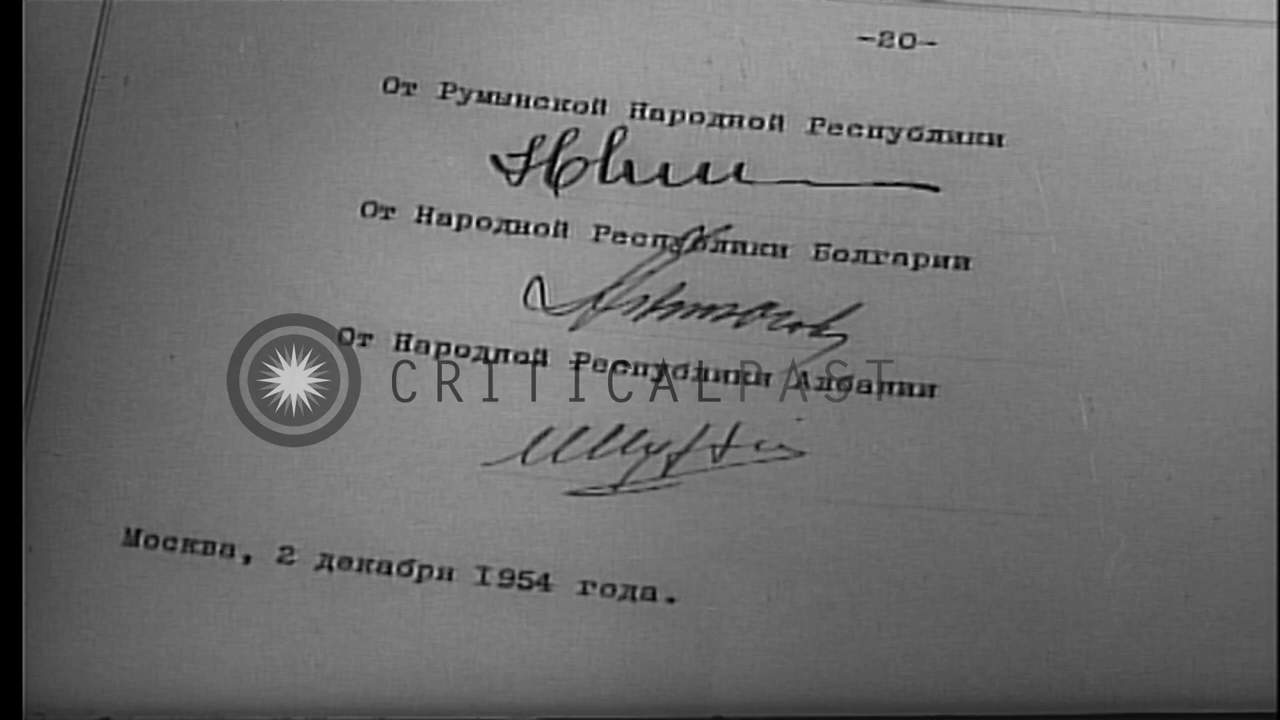 -20-
От Румынской Народной Республики
От Народной Республики Болгарии
От Народной Республики Албании
CRITICALPAST
Москва, 2 декабря 1954 года.